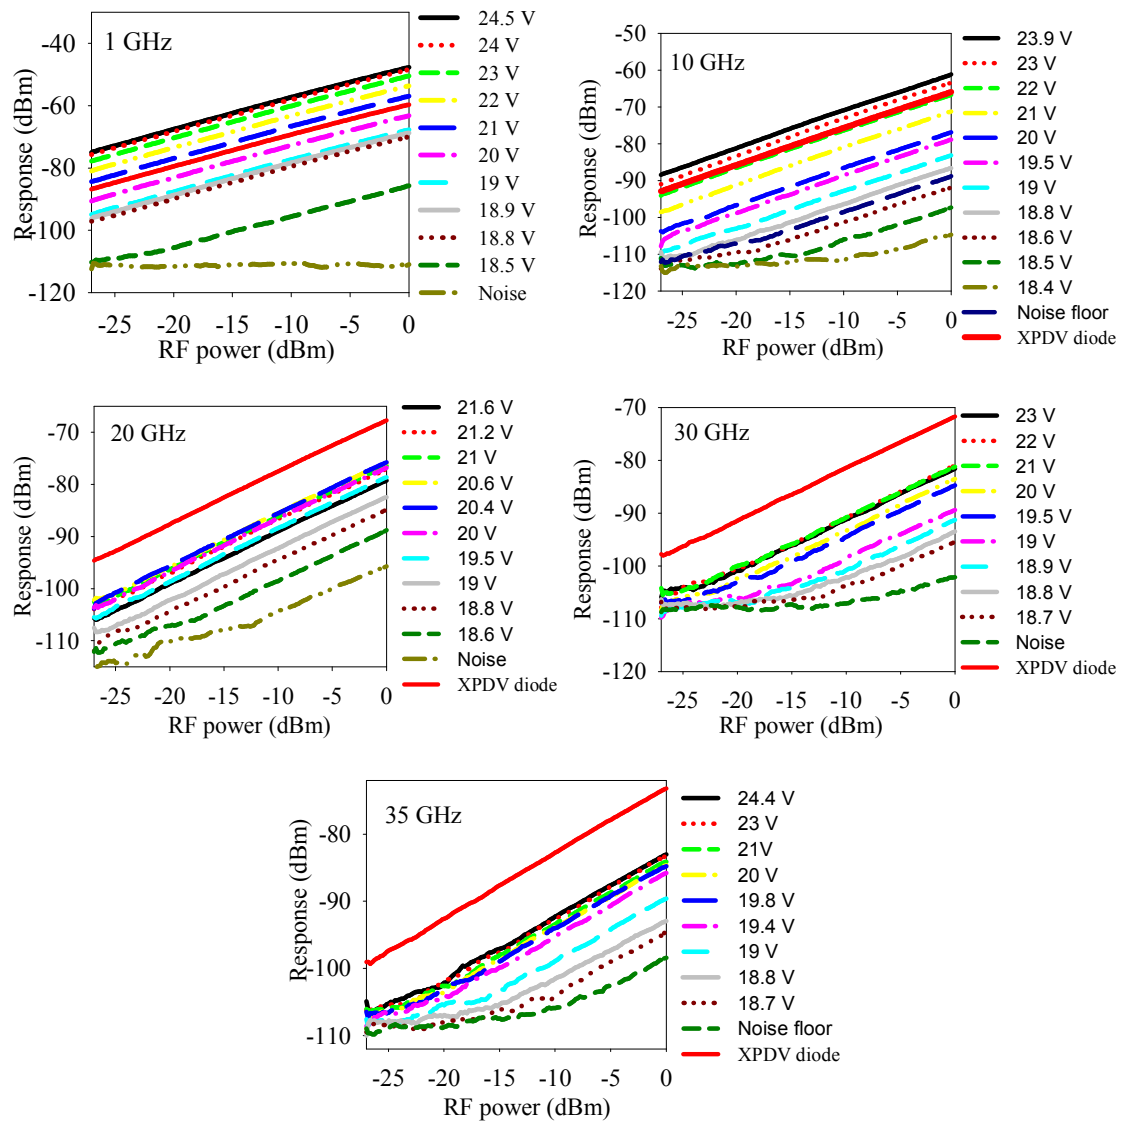 1 GHz
Response (dBm)
-40
-60
-80
-100
-120
-25 -20 -15 -10 -5 0
RF power (dBm)
24.5 V
24 V
23 V
22 V
21 V
20 V
19 V
18.9 V
18.8 V
18.5 V
Noise
10 GHz
Response (dBm)
-50
-60
-70
-80
-90
-100
-110
-120
-25 -20 -15 -10 -5 0
RF power (dBm)
23.9 V
23 V
22 V
21 V
20 V
19.5 V
19 V
18.8 V
18.6 V
18.5 V
18.4 V
Noise floor
XPDV diode
20 GHz
Response (dBm)
-70
-80
-90
-100
-110
-25 -20 -15 -10 -5 0
RF power (dBm)
21.6 V
21.2 V
21 V
20.6 V
20.4 V
20 V
19.5 V
19 V
18.8 V
18.6 V
Noise
XPDV diode
30 GHz
Response (dBm)
-70
-80
-90
-100
-110
-120
-25 -20 -15 -10 -5 0
RF power (dBm)
23 V
22 V
21 V
20 V
19.5 V
19 V
18.9 V
18.8 V
18.7 V
Noise
XPDV diode
35 GHz
Response (dBm)
-80
-90
-100
-110
-25 -20 -15 -10 -5 0
RF power (dBm)
24.4 V
23 V
21V
20 V
19.8 V
19.4 V
19 V
18.8 V
18.7 V
Noise floor
XPDV diode